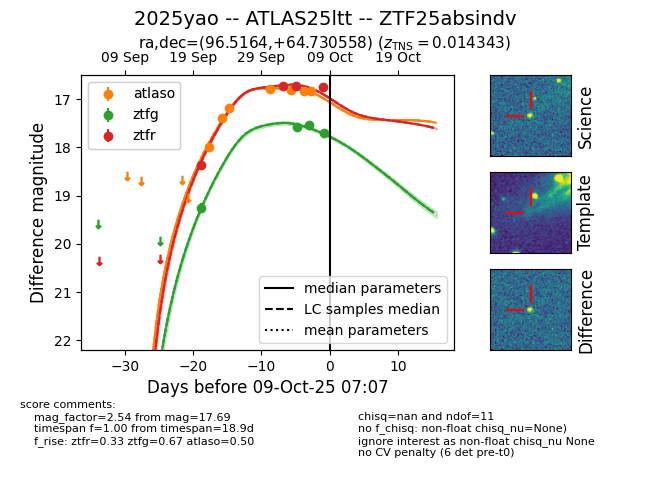 2025yao -- ATLAS25ltt -- ZTF25absindv
ra,dec=(96.5164,+64.730558) (z_TNS = 0.014343)
09 Sep 19 Sep 29 Sep 09 Oct 19 Oct
atlaso
ztfg
ztfr
17
18
19
20
21
22
Difference magnitude
median parameters
LC samples median
mean parameters
−30 −20 −10 0 10
Days before 09-Oct-25 07:07
Science
Template
Difference
score comments:
mag_factor=2.54 from mag=17.69
timespan f=1.00 from timespan=18.9d
f_rise: ztfr=0.33 ztfg=0.67 atlaso=0.50
chisq=nan and ndof=11
no f_chisq: non-float chisq_nu=None)
ignore interest as non-float chisq_nu None
no CV penalty (6 det pre-t0)